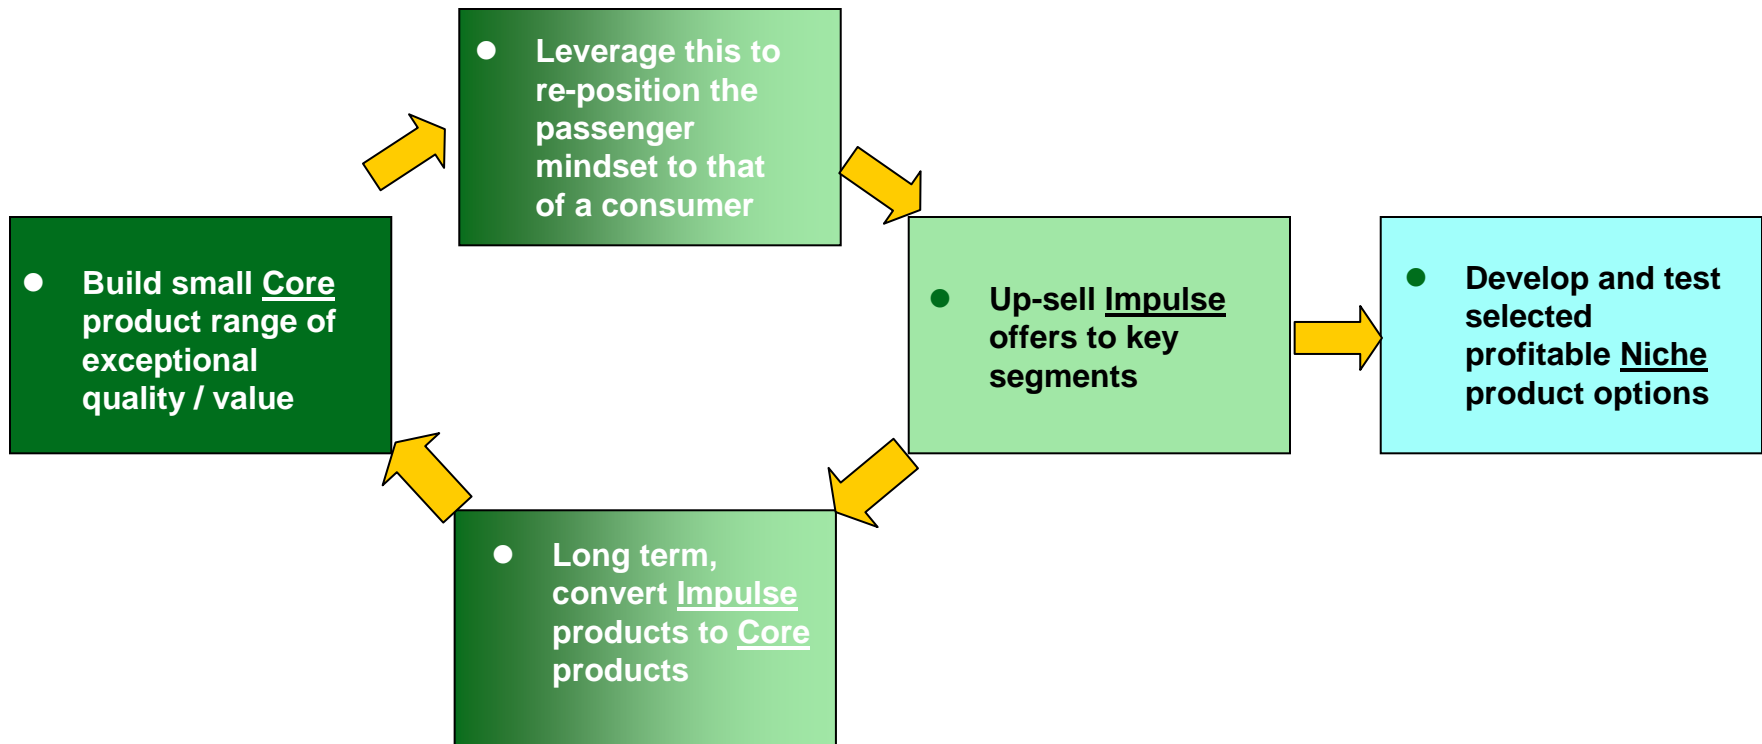 ● Leverage this to
re-position the
passenger
mindset to that
of a consumer
● Build small Core
product range of
exceptional
quality / value
● Up-sell Impulse
offers to key
segments
● Develop and test
selected
profitable Niche
product options
● Long term,
convert Impulse
products to Core
products